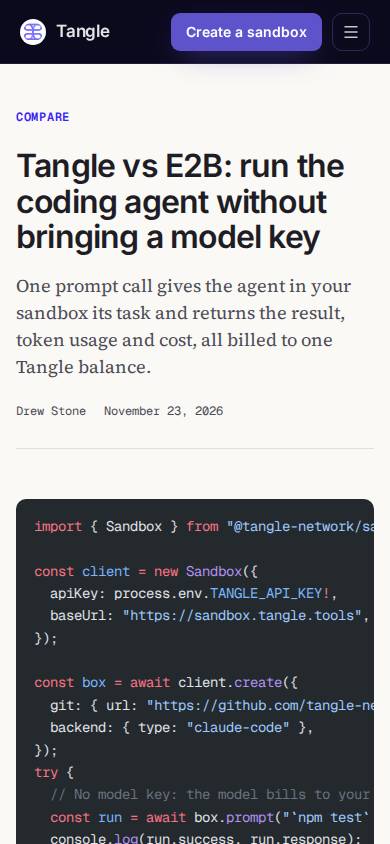 Tangle
Create a sandbox
COMPARE
Tangle vs E2B: run the
coding agent without
bringing a model key
One prompt call gives the agent in your
sandbox its task and returns the result,
token usage and cost, all billed to one
Tangle balance.
Drew Stone November 23, 2026
import { Sandbox } from "@tangle-network/sa
const client = new Sandbox({
apiKey: process.env.TANGLE_API_KEY!,
baseUrl: "https://sandbox.tangle.tools",
});
const box = await client.create({
git: { url: "https://github.com/tangle-ne
backend: { type: "claude-code" },
});
try {
// No model key: the model bills to your
const run = await box.prompt("`npm test`
console.log(run.success, run.response);